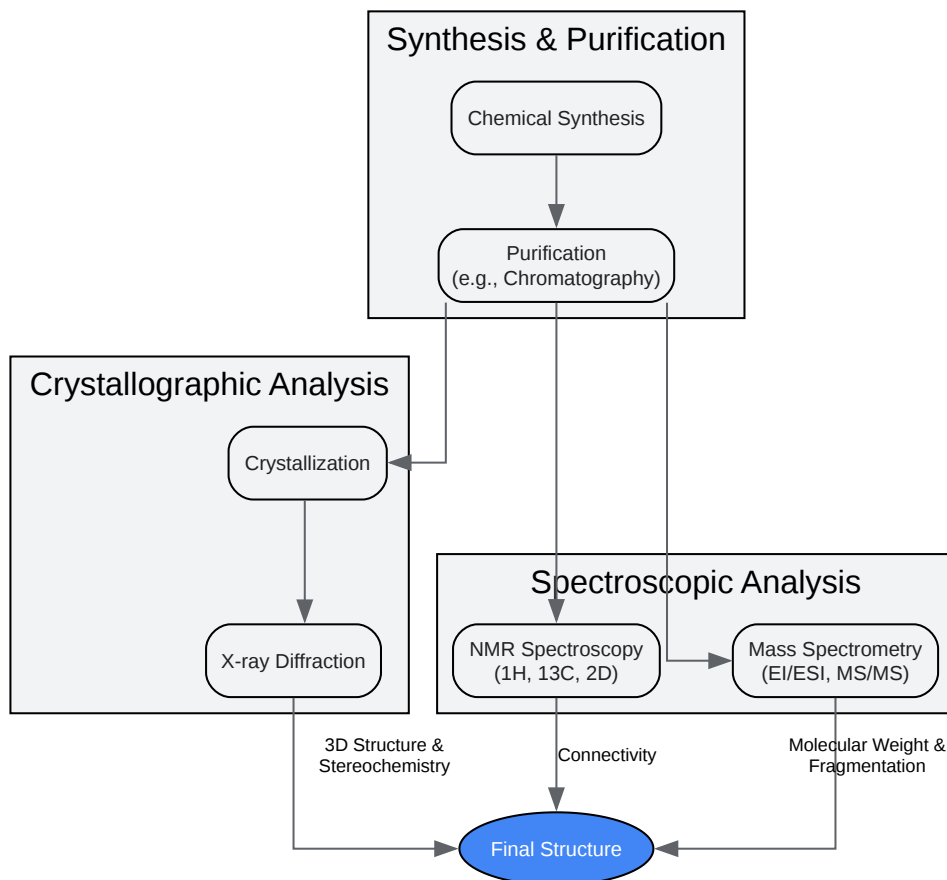 Synthesis & Purification
Chemical Synthesis
Purification
(e.g., Chromatography)
Crystallographic Analysis
Crystallization
X-ray Diffraction
Spectroscopic Analysis
NMR Spectroscopy
(1H, 13C, 2D)
Mass Spectrometry
(EI/ESI, MS/MS)
3D Structure &
Stereochemistry
Connectivity
Molecular Weight &
Fragmentation
Final Structure